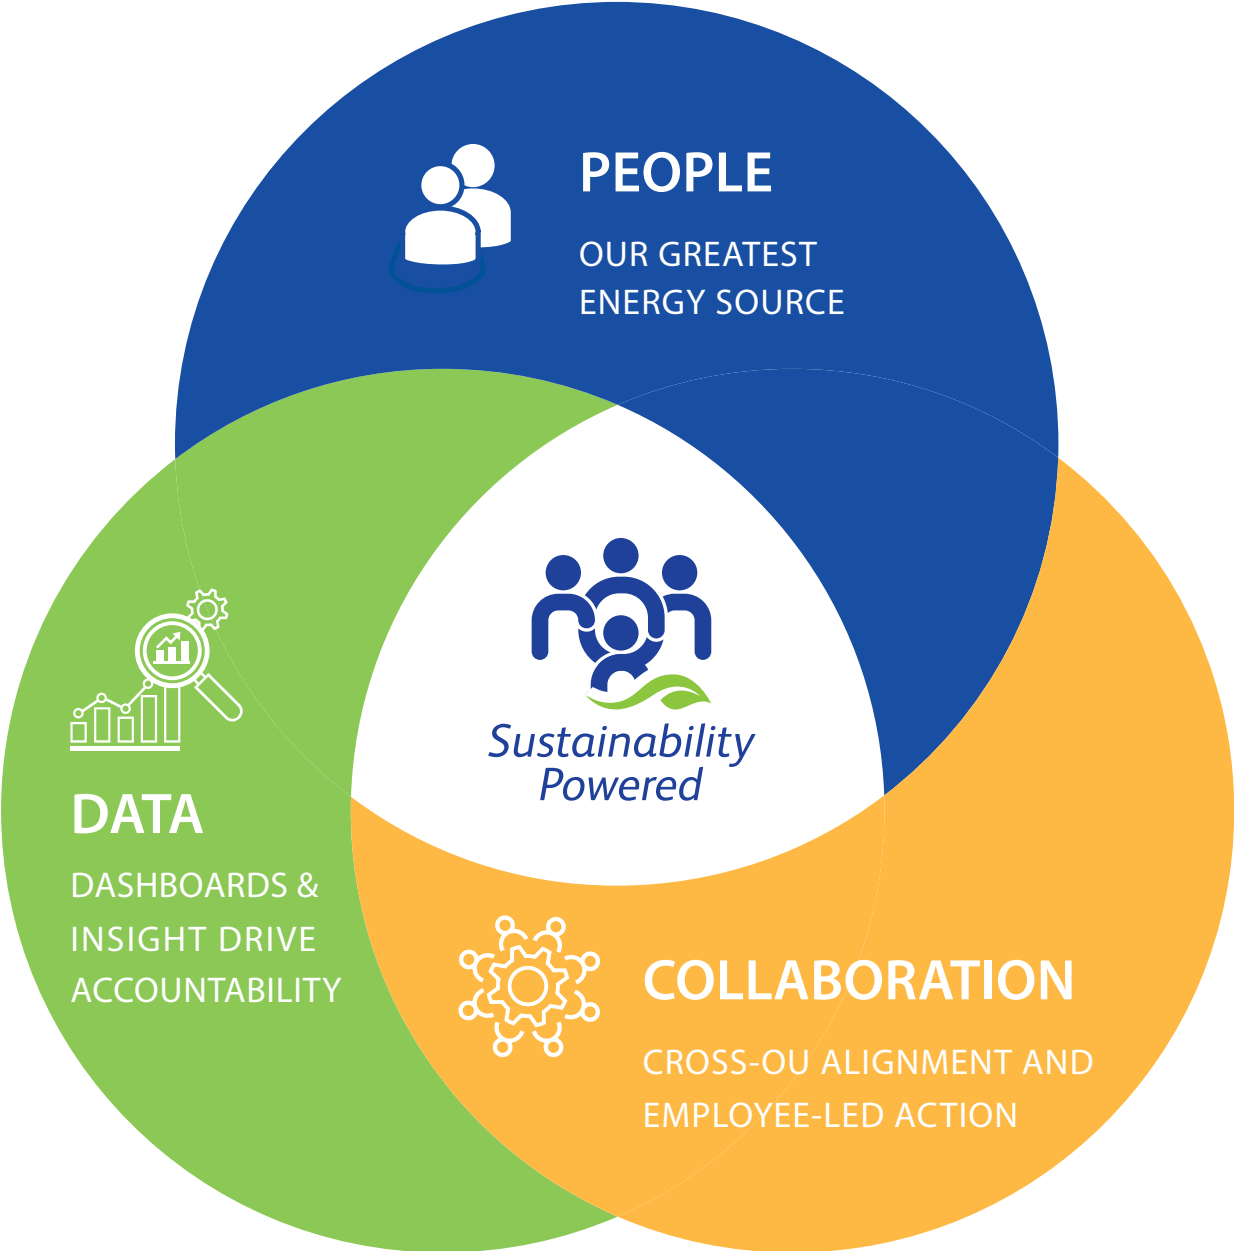 PEOPLE
OUR GREATEST
ENERGY SOURCE
Sustainability
Powered
DATA
DASHBOARDS &
INSIGHT DRIVE
ACCOUNTABILITY
COLLABORATION
CROSS-OU ALIGNMENT AND
EMPLOYEE-LED ACTION